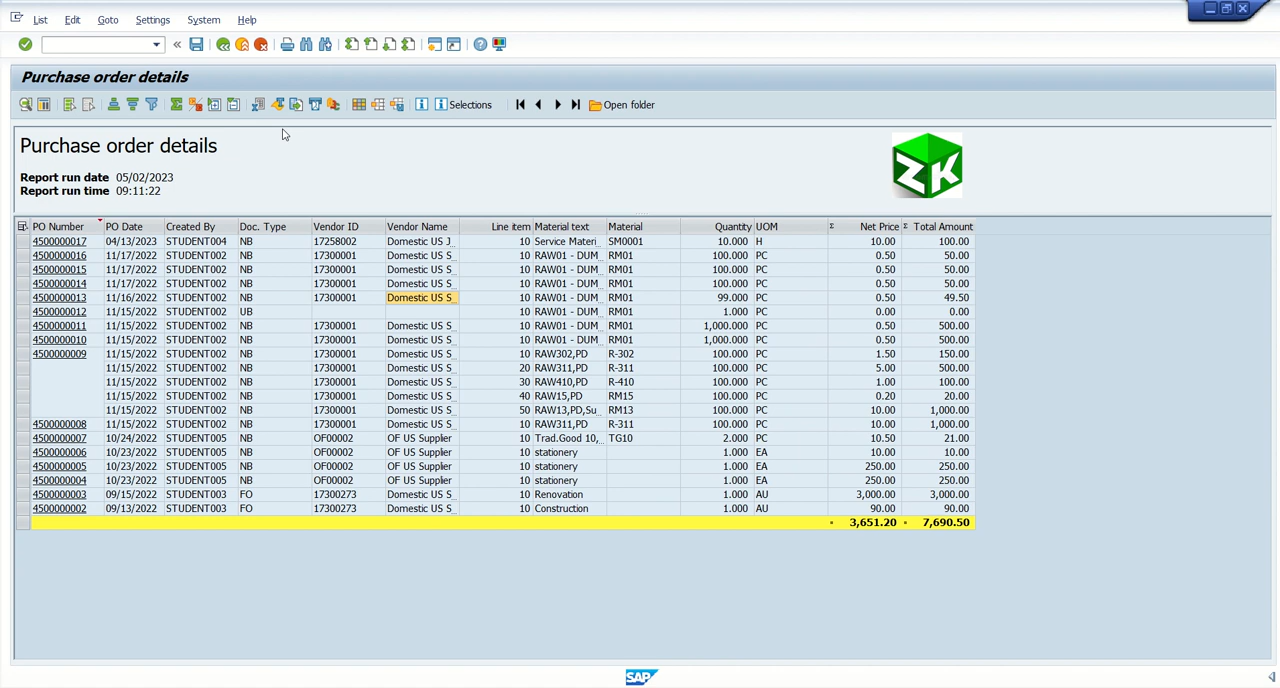 List Edit Goto Settings System Help
Purchase order details
Selections Open folder
Purchase order details
Report run date 05/02/2023
Report run time 09:11:22
ZK
PO Number PO Date Created By Doc. Type Vendor ID Vendor Name Line item Material text Material Quantity UOM Σ Net Price Σ Total Amount
4500000017 04/13/2023 STUDENT004 NB 17258002 Domestic US J... 10 Service Materi... SM0001 10.000 H 10.00 100.00
4500000016 11/17/2022 STUDENT002 NB 17300001 Domestic US S... 10 RAW01 - DUM... RM01 100.000 PC 0.50 50.00
4500000015 11/17/2022 STUDENT002 NB 17300001 Domestic US S... 10 RAW01 - DUM... RM01 100.000 PC 0.50 50.00
4500000014 11/17/2022 STUDENT002 NB 17300001 Domestic US S... 10 RAW01 - DUM... RM01 100.000 PC 0.50 50.00
4500000013 11/16/2022 STUDENT002 NB 17300001 Domestic US S... 10 RAW01 - DUM... RM01 99.000 PC 0.50 49.50
4500000012 11/15/2022 STUDENT002 UB 10 RAW01 - DUM... RM01 1.000 PC 0.00 0.00
4500000011 11/15/2022 STUDENT002 NB 17300001 Domestic US S... 10 RAW01 - DUM... RM01 1,000.000 PC 0.50 500.00
4500000010 11/15/2022 STUDENT002 NB 17300001 Domestic US S... 10 RAW01 - DUM... RM01 1,000.000 PC 0.50 500.00
4500000009 11/15/2022 STUDENT002 NB 17300001 Domestic US S... 10 RAW302,PD R-302 100.000 PC 1.50 150.00
11/15/2022 STUDENT002 NB 17300001 Domestic US S... 20 RAW311,PD R-311 100.000 PC 5.00 500.00
11/15/2022 STUDENT002 NB 17300001 Domestic US S... 30 RAW410,PD R-410 100.000 PC 1.00 100.00
11/15/2022 STUDENT002 NB 17300001 Domestic US S... 40 RAW15,PD RM15 100.000 PC 0.20 20.00
11/15/2022 STUDENT002 NB 17300001 Domestic US S... 50 RAW13,PD,Su... RM13 100.000 PC 10.00 1,000.00
4500000008 11/15/2022 STUDENT002 NB 17300001 Domestic US S... 10 RAW311,PD R-311 100.000 PC 10.00 1,000.00
4500000007 10/24/2022 STUDENT005 NB OF00002 OF US Supplier 10 Trad.Good 10,... TG10 2.000 PC 10.50 21.00
4500000006 10/23/2022 STUDENT005 NB OF00002 OF US Supplier 10 stationery 1.000 EA 10.00 10.00
4500000005 10/23/2022 STUDENT005 NB OF00002 OF US Supplier 10 stationery 1.000 EA 250.00 250.00
4500000004 10/23/2022 STUDENT005 NB OF00002 OF US Supplier 10 stationery 1.000 EA 250.00 250.00
4500000003 09/15/2022 STUDENT003 FO 17300273 Domestic US S... 10 Renovation 1.000 AU 3,000.00 3,000.00
4500000002 09/13/2022 STUDENT003 FO 17300273 Domestic US S... 10 Construction 1.000 AU 90.00 90.00
3,651.20 7,690.50
SAP